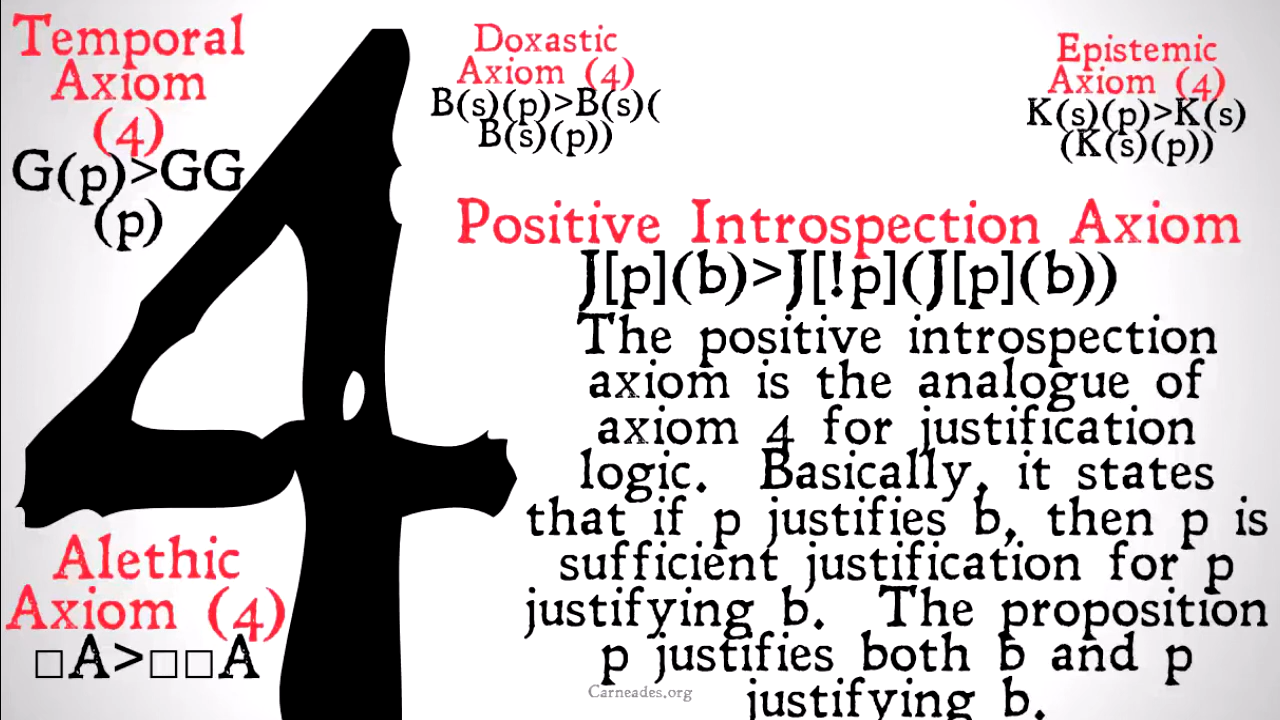 Temporal
Axiom
(4)
G(p)>GG
(p)
Doxastic
Axiom (4)
B(s)(p)>B(s)(
B(s)(p))
Epistemic
Axiom (4)
K(s)(p)>K(s)
(K(s)(p))
4
Positive Introspection Axiom
J[p](b)>J[!p](J[p](b))
The positive introspection
axiom is the analogue of
axiom 4 for justification
logic. Basically, it states
that if p justifies b, then p is
sufficient justification for p
justifying b. The proposition
p justifies both b and p
justifying b.
Alethic
Axiom (4)
□A>□□A
Carneades.org